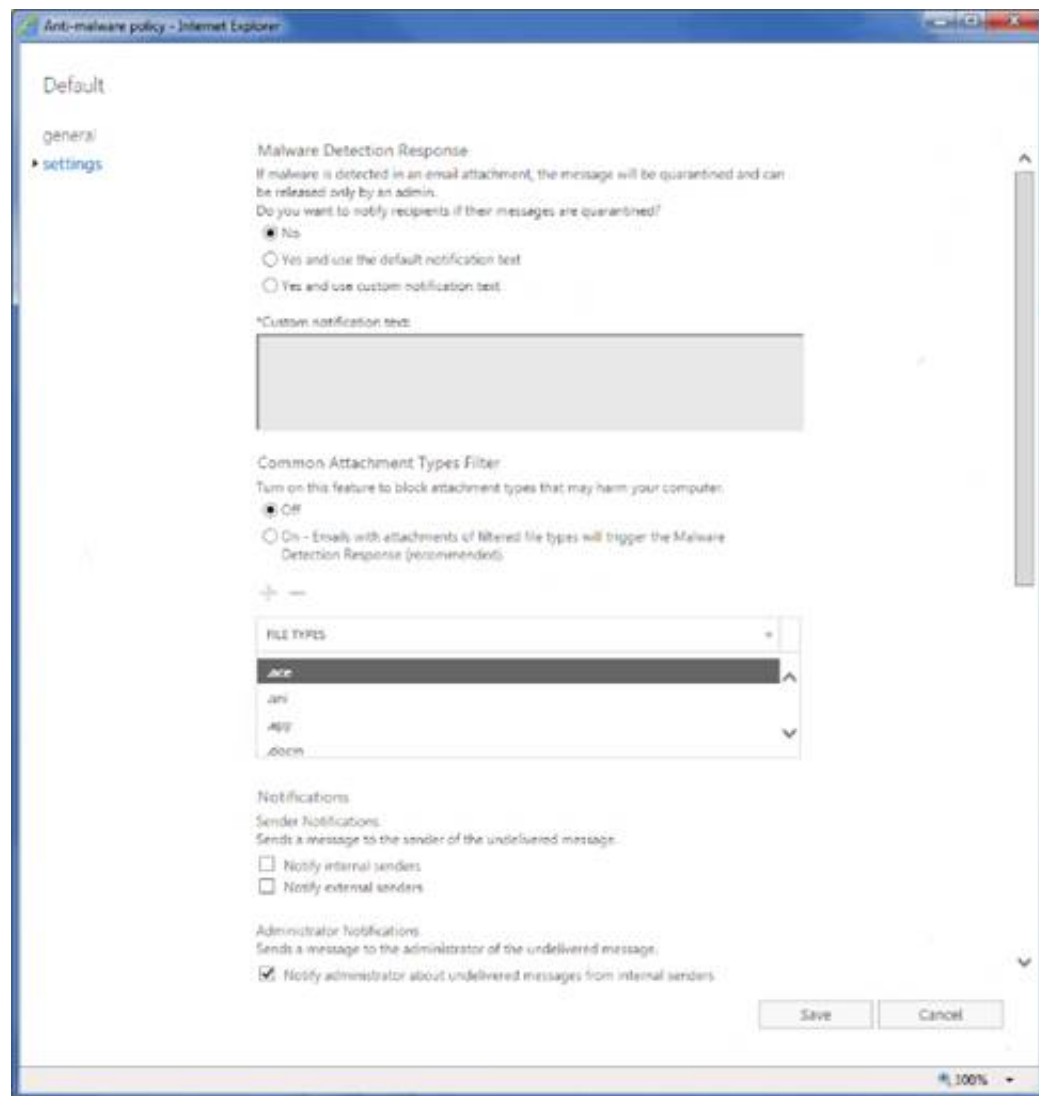 Anti-malware policy - Internet Explorer
Default
general
settings
Malware Detection Response
If malware is detected in an email attachment, the message will be quarantined and can
be released only by an admin.
Do you want to notify recipients if their messages are quarantined?
No
Yes and use the default notification text
Yes and use custom notification text
*Custom notification text:
Common Attachment Types Filter
Turn on this feature to block attachment types that may harm your computer.
Off
On - Emails with attachments of filtered file types will trigger the Malware
Detection Response (recommended).
FILE TYPES
.ace
.ani
.app
.docm
Notifications
Sender Notifications
Sends a message to the sender of the undelivered message.
Notify internal senders
Notify external senders
Administrator Notifications
Sends a message to the administrator of the undelivered message.
Notify administrator about undelivered messages from internal senders
Save Cancel
100%